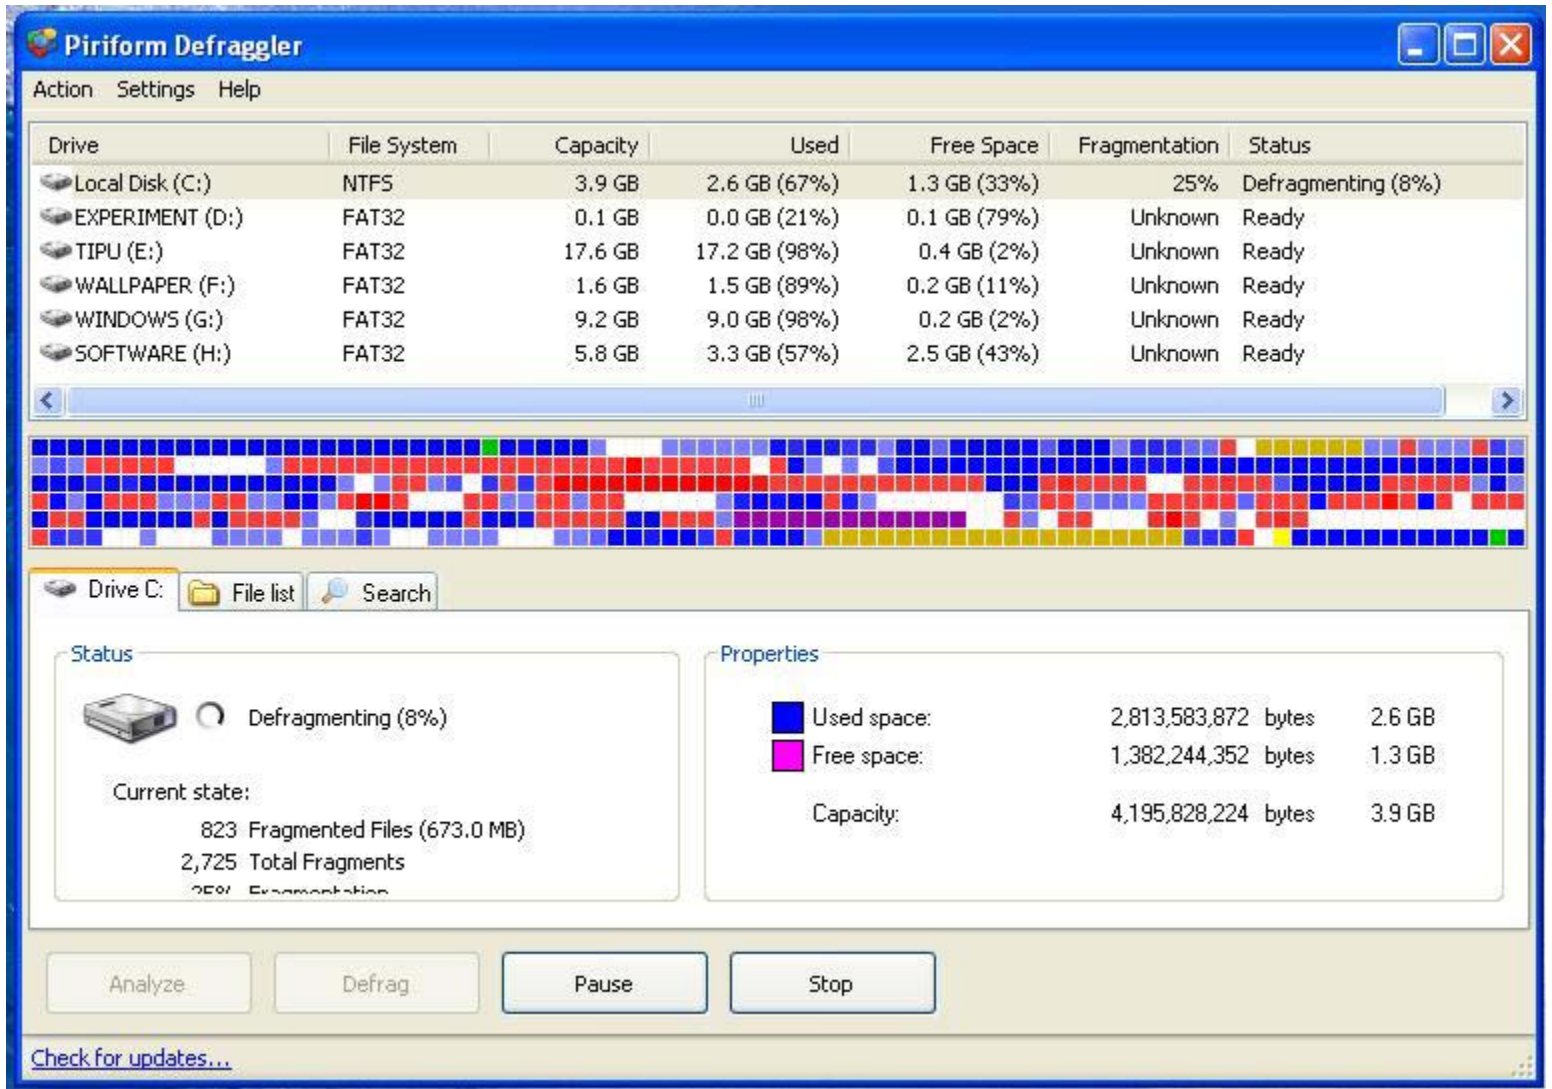 Piriform Defraggler
Action Settings Help
Drive File System Capacity Used Free Space Fragmentation Status
Local Disk (C:) NTFS 3.9 GB 2.6 GB (67%) 1.3 GB (33%) 25% Defragmenting (8%)
EXPERIMENT (D:) FAT32 0.1 GB 0.0 GB (21%) 0.1 GB (79%) Unknown Ready
TIPU (E:) FAT32 17.6 GB 17.2 GB (98%) 0.4 GB (2%) Unknown Ready
WALLPAPER (F:) FAT32 1.6 GB 1.5 GB (89%) 0.2 GB (11%) Unknown Ready
WINDOWS (G:) FAT32 9.2 GB 9.0 GB (98%) 0.2 GB (2%) Unknown Ready
SOFTWARE (H:) FAT32 5.8 GB 3.3 GB (57%) 2.5 GB (43%) Unknown Ready
Drive C: File list Search
Status
Defragmenting (8%)
Current state:
823 Fragmented Files (673.0 MB)
2,725 Total Fragments
25% Fragmentation
Properties
Used space: 2,813,583,872 bytes 2.6 GB
Free space: 1,382,244,352 bytes 1.3 GB
Capacity: 4,195,828,224 bytes 3.9 GB
Analyze Defrag Pause Stop
Check for updates...